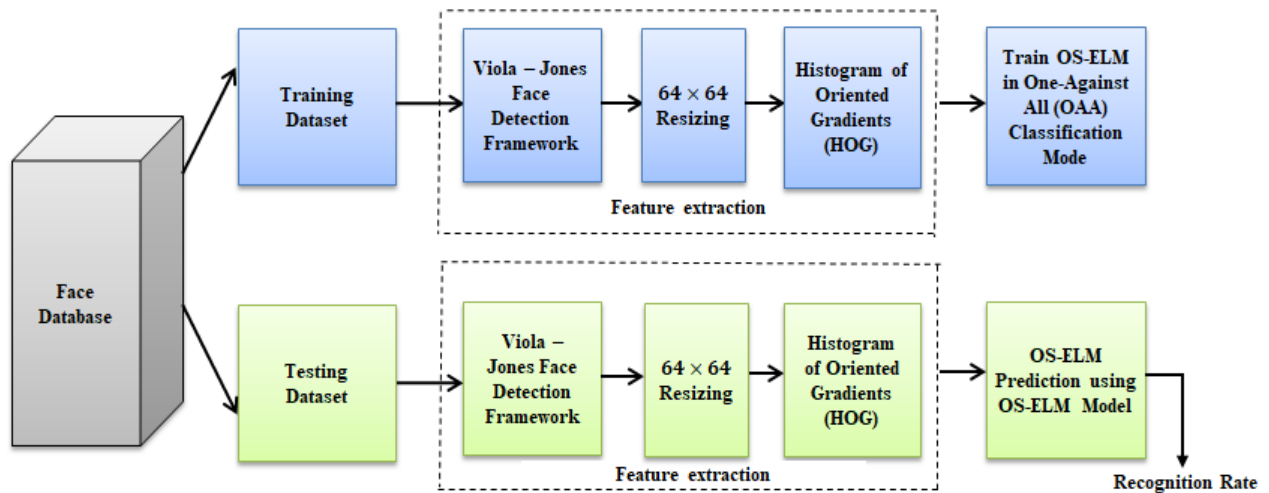 Face
Database
Training
Dataset
Viola – Jones
Face
Detection
Framework
64 × 64
Resizing
Histogram of
Oriented
Gradients
(HOG)
Feature extraction
Train OS-ELM
in One-Against
All (OAA)
Classification
Mode
Testing
Dataset
Viola –
Jones Face
Detection
Framework
64 × 64
Resizing
Histogram
of Oriented
Gradients
(HOG)
Feature extraction
OS-ELM
Prediction using
OS-ELM Model
Recognition Rate